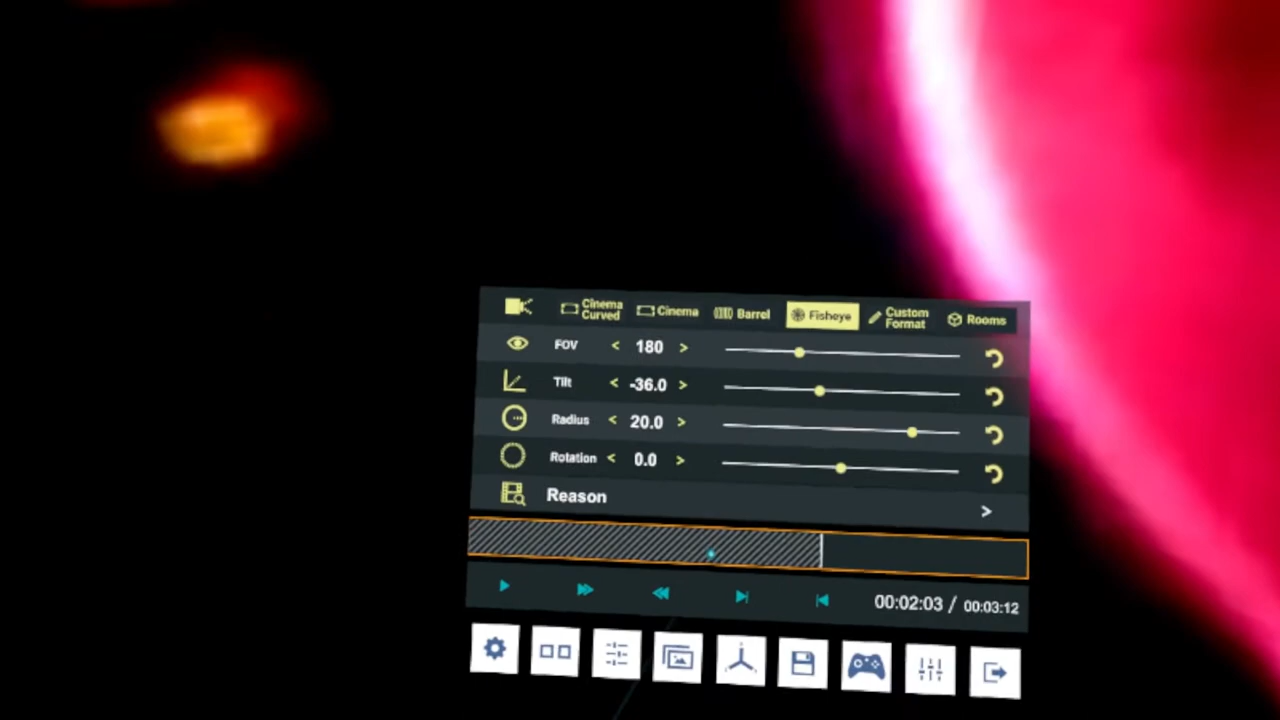 Cinema Curved Cinema Barrel Fisheye Custom Format Rooms
FOV < 180 >
Tilt < -36.0 >
Radius < 20.0 >
Rotation < 0.0 >
Reason >
00:02:03 / 00:03:12